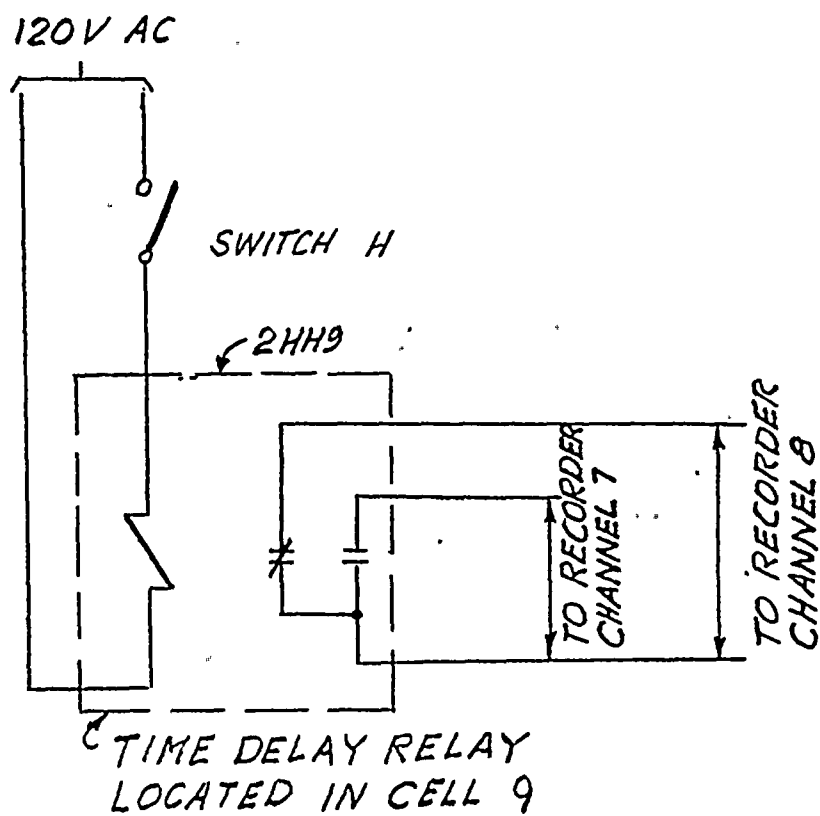 120V AC
SWITCH H
2HH9
TO RECORDER
CHANNEL 7
TO RECORDER
CHANNEL 8
TIME DELAY RELAY
LOCATED IN CELL 9